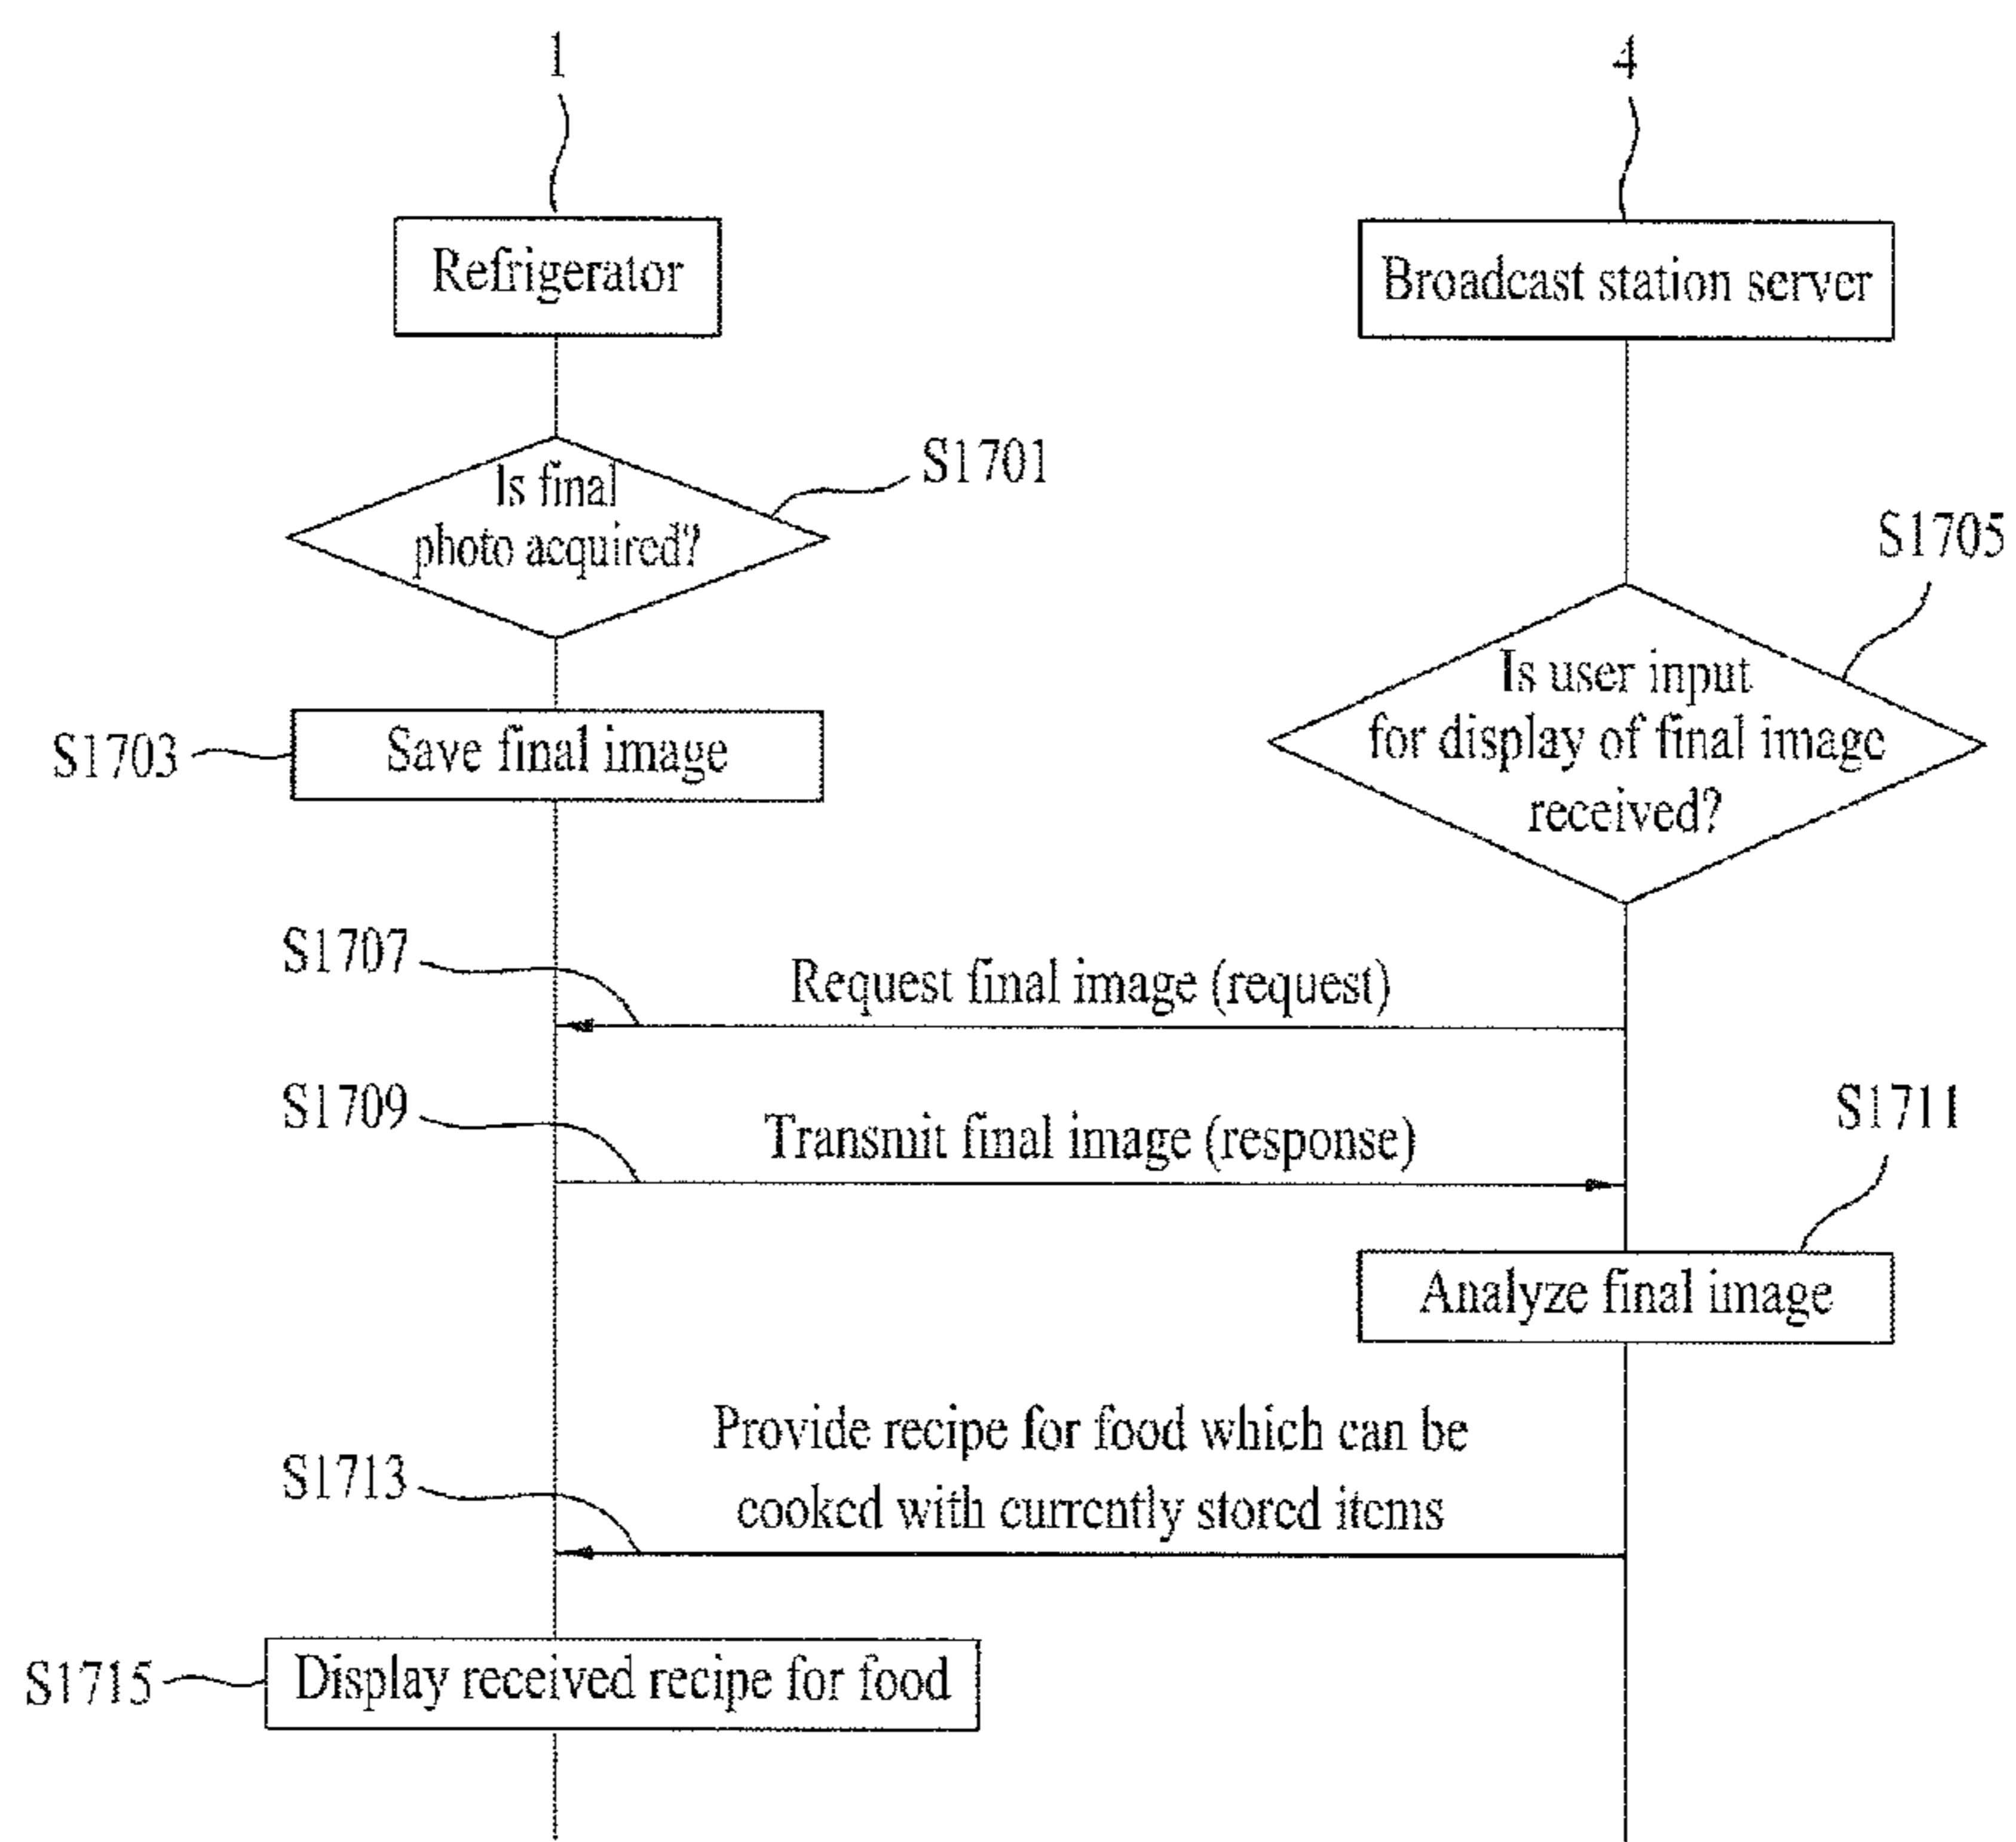 1
4
Refrigerator
Broadcast station server
Is final
photo acquired?
S1701
S1705
Is user input
for display of final image
received?
S1703
Save final image
S1707
Request final image (request)
S1709
Transmit final image (response)
S1711
Analyze final image
Provide recipe for food which can be
cooked with currently stored items
S1713
S1715
Display received recipe for food